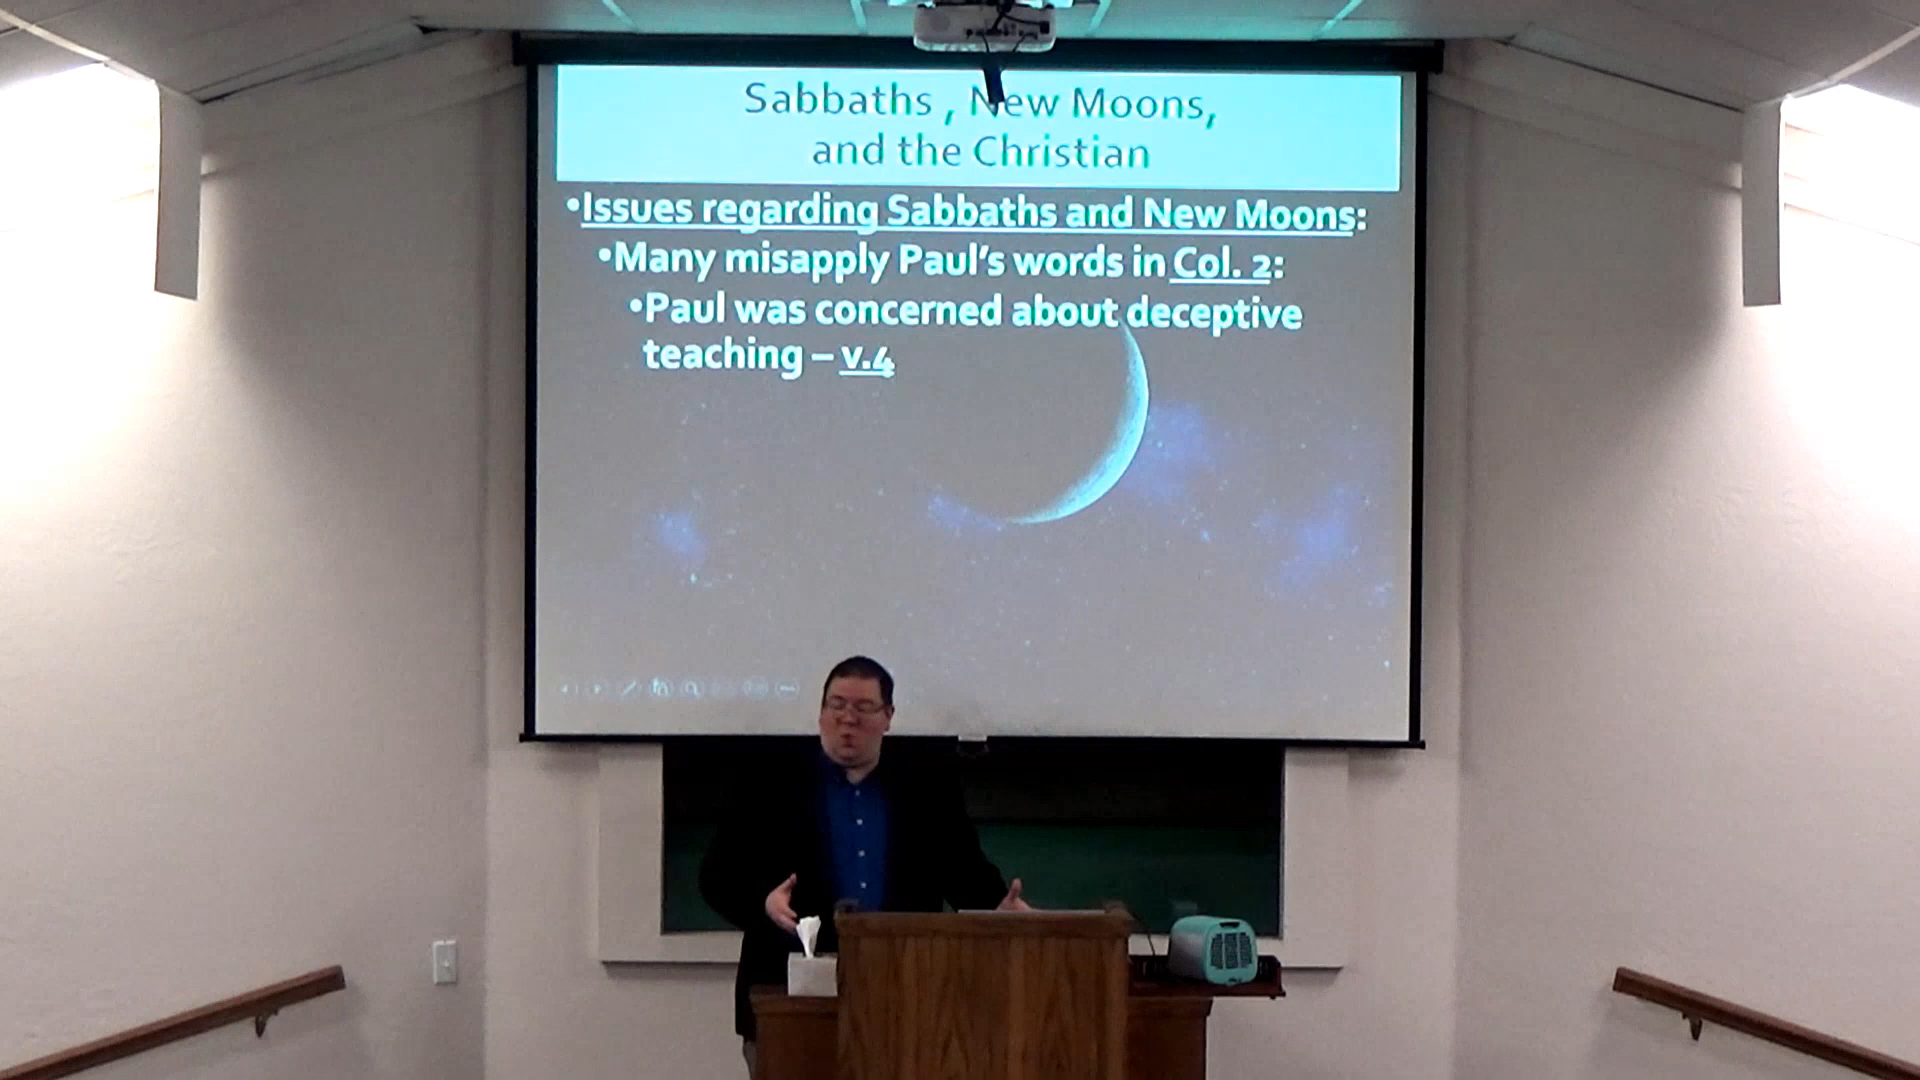 Sabbaths , New Moons,
and the Christian
•Issues regarding Sabbaths and New Moons:
•Many misapply Paul's words in Col. 2:
•Paul was concerned about deceptive
teaching – v.4